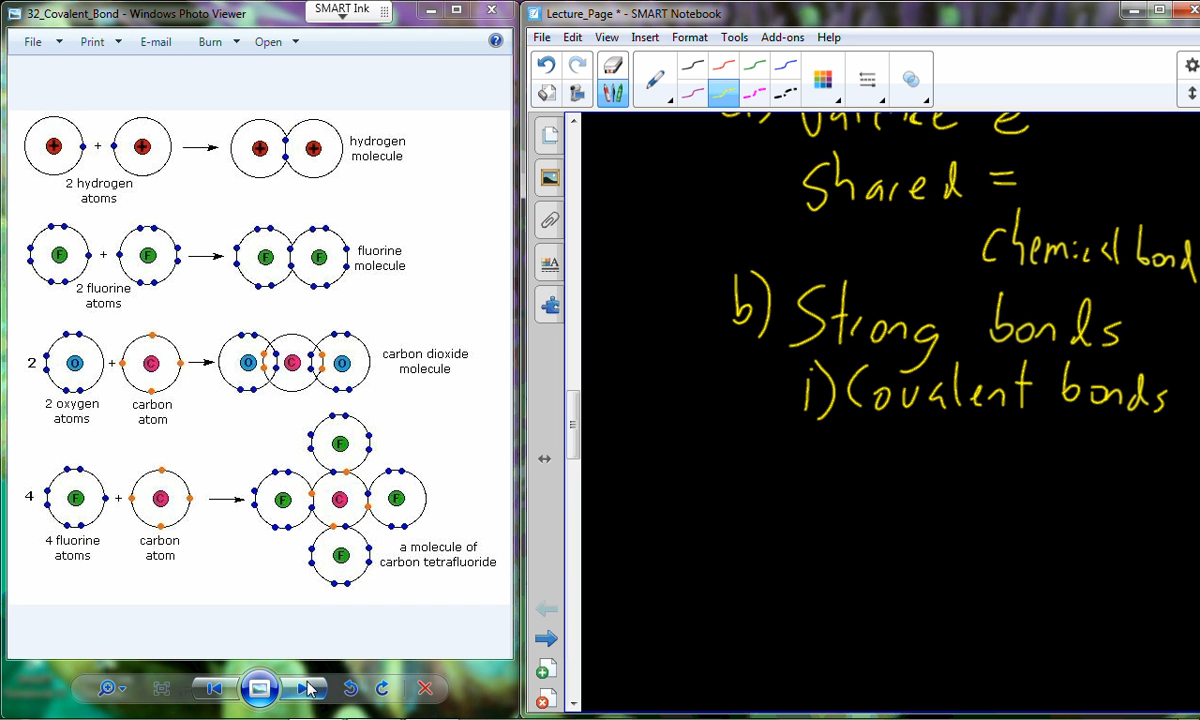 32_Covalent_Bond - Windows Photo Viewer
SMART Ink
File Print E-mail Burn Open
hydrogen
molecule
2 hydrogen
atoms
F + F F F
fluorine
molecule
2 fluorine
atoms
2 O + C O C O
carbon dioxide
molecule
2 oxygen
atoms
carbon
atom
F
4 F + C F C F
F
4 fluorine
atoms
carbon
atom
a molecule of
carbon tetrafluoride
Lecture_Page * - SMART Notebook
File Edit View Insert Format Tools Add-ons Help
shared =
Chemical bond
b) Strong bonds
i) Covalent bonds